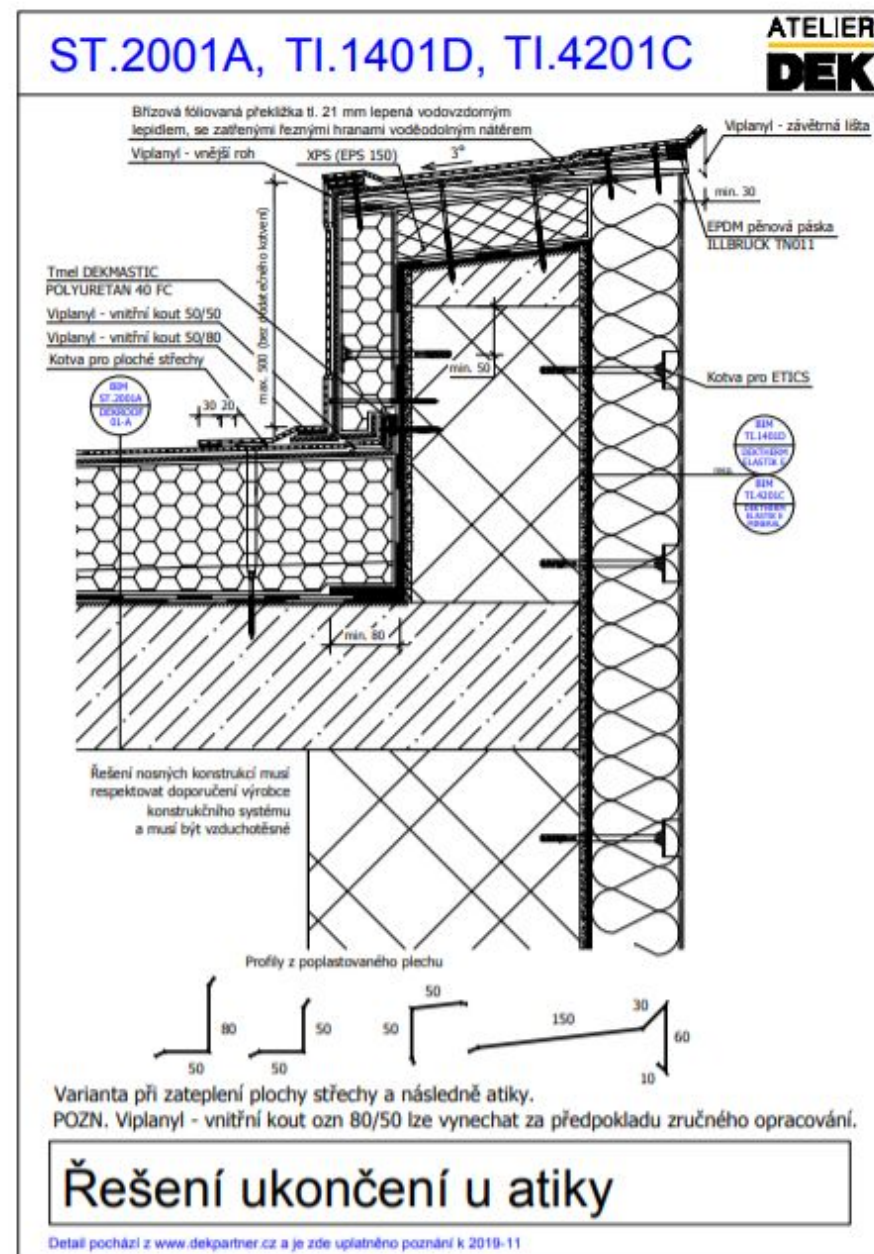 ST.2001A, TI.1401D, TI.4201C
ATELIER
DEK
Břízová fóliovaná překližka tl. 21 mm lepená vodovzdorným
lepidlem, se zatřenými řeznými hranami voděodolným nátěrem
Viplanyl - vnější roh
XPS (EPS 150)
3°
Viplanyl - závětrná lišta
min. 30
EPDM pěnová páska
ILLBRUCK TN011
max. 500 (bez dodatečného kotvení)
Tmel DEKMASTIC
POLYURETAN 40 FC
Viplanyl - vnitřní kout 50/50
Viplanyl - vnitřní kout 50/80
Kotva pro ploché střechy
min. 50
Kotva pro ETICS
BIM
ST.2001A
DEKROOF
01-A
30 20
BIM
TI.1401D
DEKTHERM
ELASTIK E
resp.
BIM
TI.4201C
DEKTHERM
ELASTIK E
MINERAL
min. 80
Řešení nosných konstrukcí musí
respektovat doporučení výrobce
konstrukčního systému
a musí být vzduchotěsné
Profily z poplastovaného plechu
80
50
50
50
50
50
150
30
60
10
Varianta při zateplení plochy střechy a následně atiky.
POZN. Viplanyl - vnitřní kout ozn 80/50 lze vynechat za předpokladu zručného opracování.
Řešení ukončení u atiky
Detail pochází z www.dekpartner.cz a je zde uplatněno poznání k 2019-11